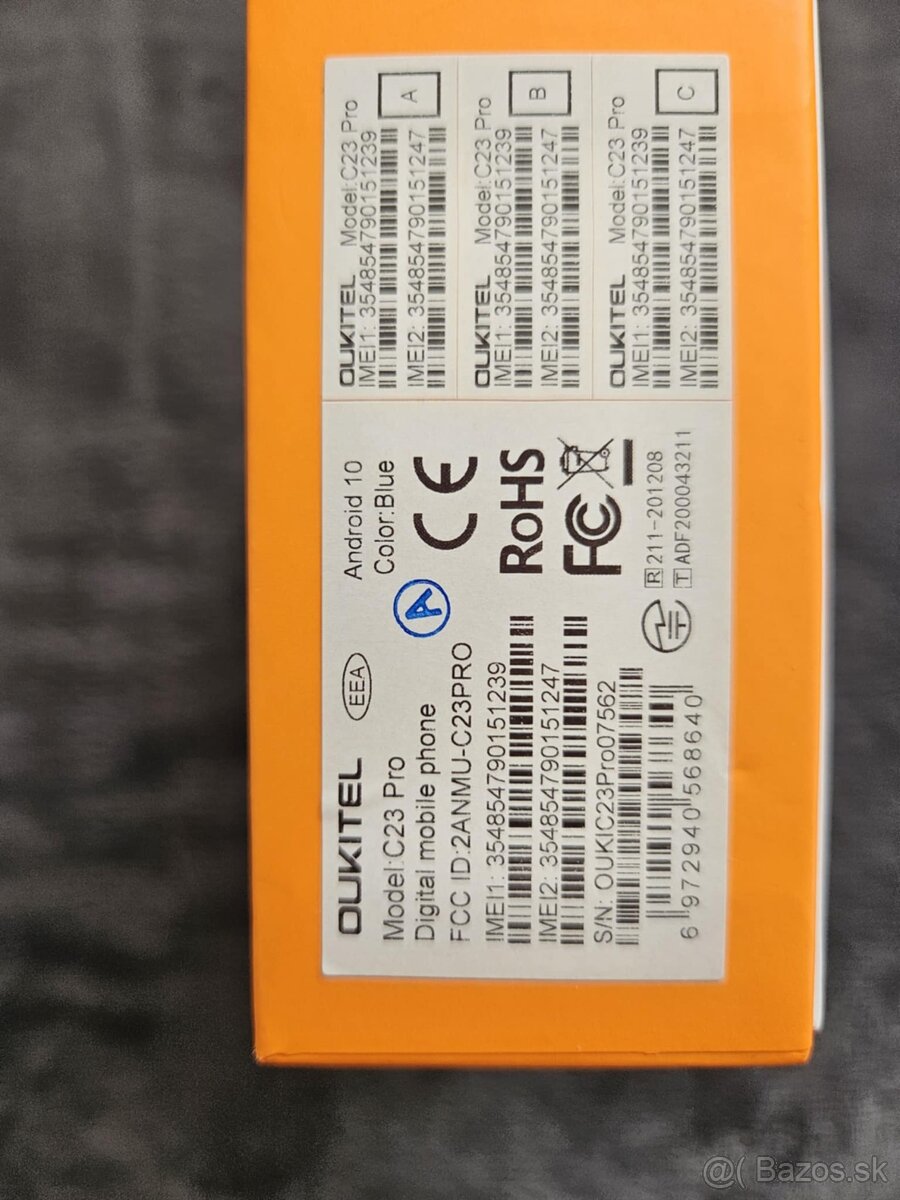 OUKITEL
EEA
Android 10
Model:C23 Pro
Color:Blue
Digital mobile phone
A
CE
FCC ID:2ANMU-C23PRO
IMEI1: 354854790151239
RoHS
IMEI2: 354854790151247
FC
S/N: OUKIC23Pro07562
R 211-201208
T ADF200043211
6 972940 568640
OUKITEL Model:C23 Pro
A
IMEI1: 354854790151239
IMEI2: 354854790151247
OUKITEL Model:C23 Pro
B
IMEI1: 354854790151239
IMEI2: 354854790151247
OUKITEL Model:C23 Pro
C
IMEI1: 354854790151239
IMEI2: 354854790151247
@( Bazos.sk